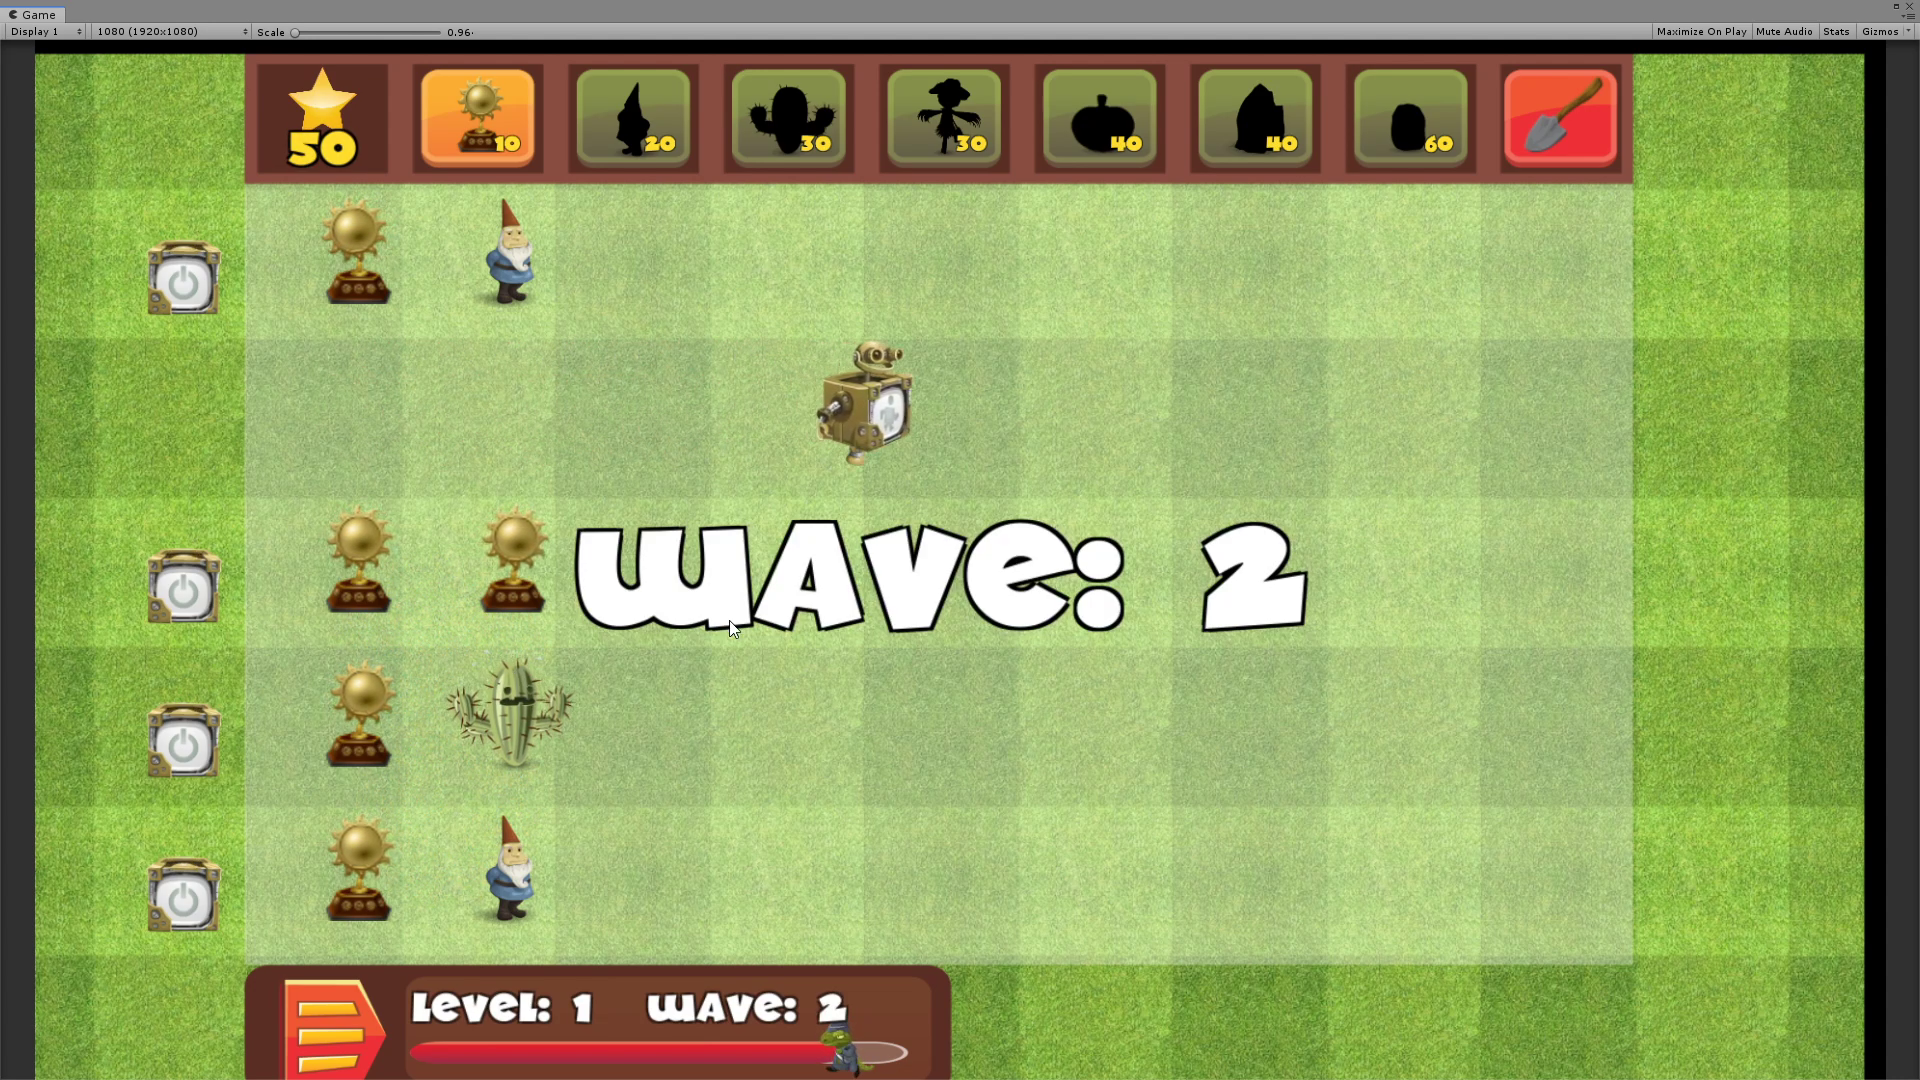 Game
Display 1 1080 (1920x1080) Scale 0.96 Maximize On Play Mute Audio Stats Gizmos
50 10 20 30 30 40 40 60
WAVE: 2
LEVEL: 1 WAVE: 2